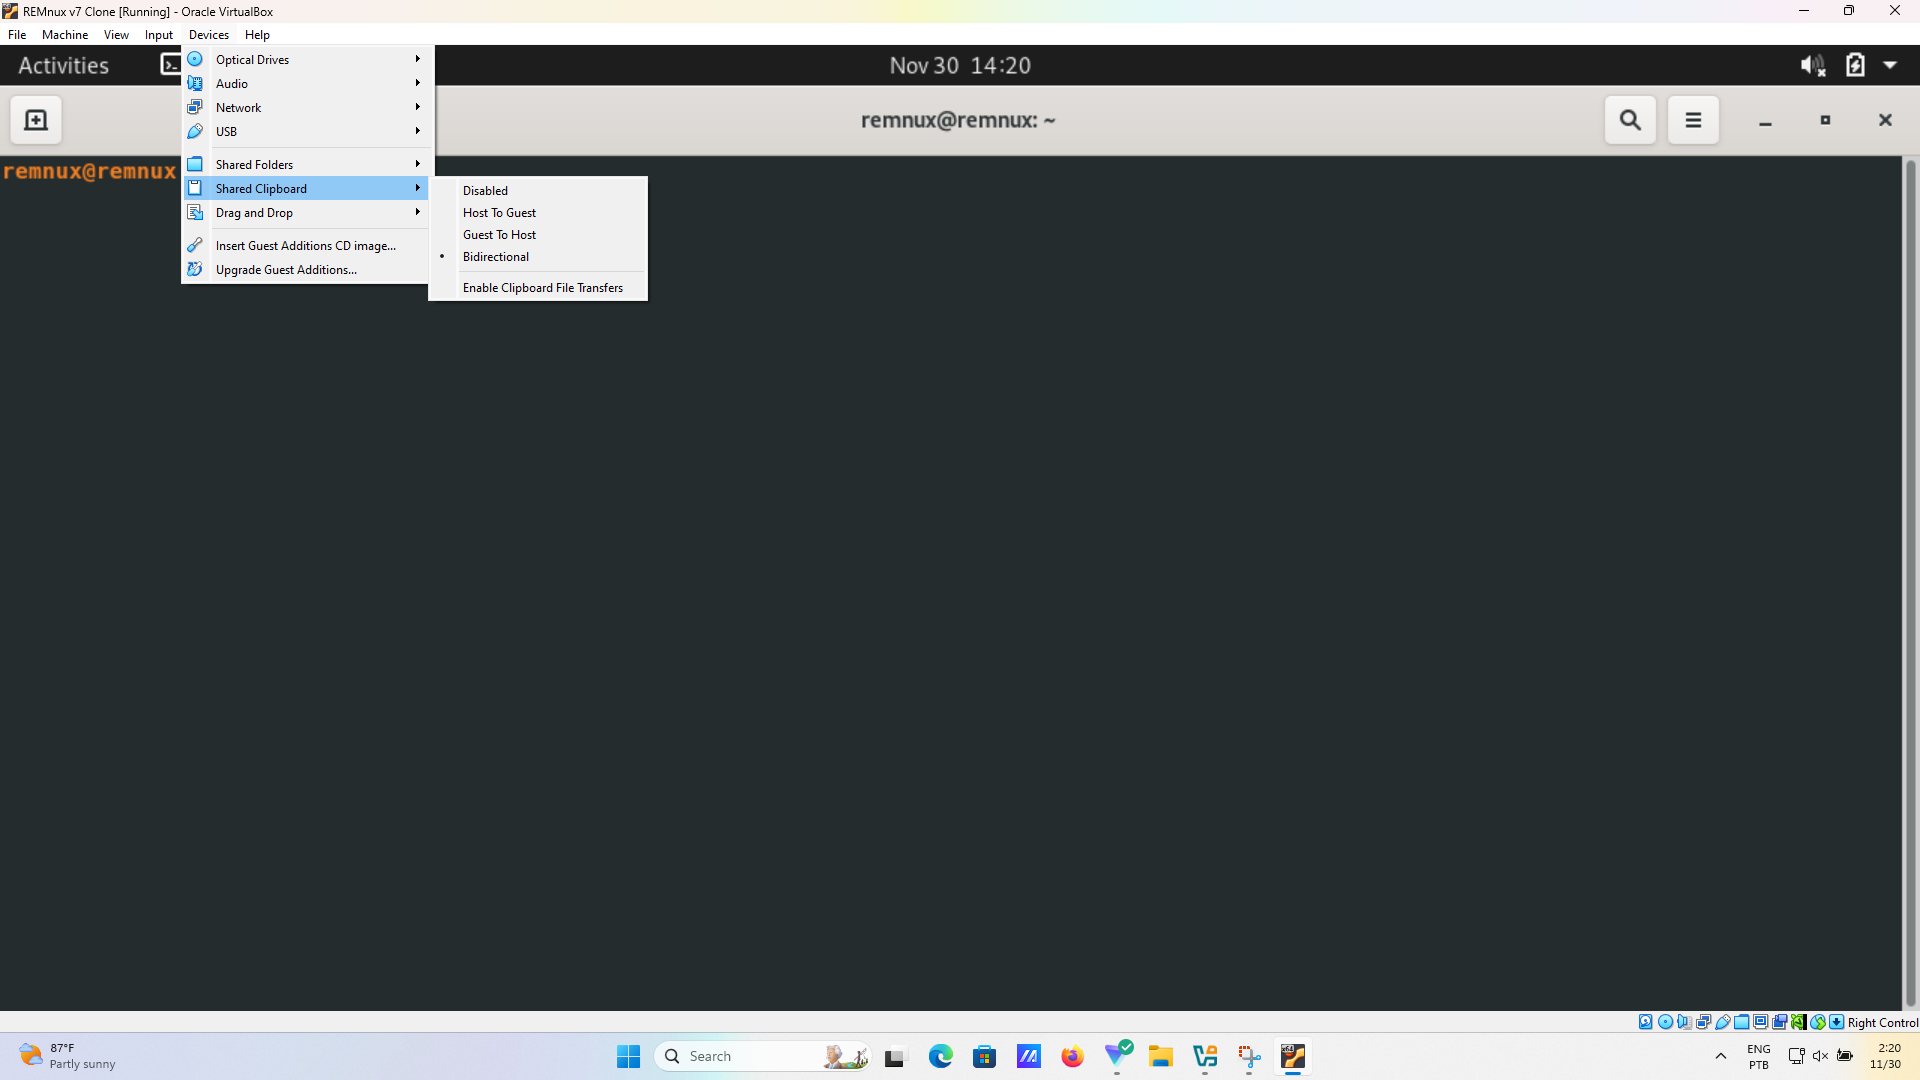 REMnux v7 Clone [Running] - Oracle VirtualBox
File Machine View Input Devices Help
Activities
Nov 30 14:20
remnux@remnux: ~
remnux@remnux
Optical Drives
Audio
Network
USB
Shared Folders
Shared Clipboard
Drag and Drop
Insert Guest Additions CD image...
Upgrade Guest Additions...
Disabled
Host To Guest
Guest To Host
Bidirectional
Enable Clipboard File Transfers
Right Control
87°F
Partly sunny
Search
ENG
PTB
2:20
11/30